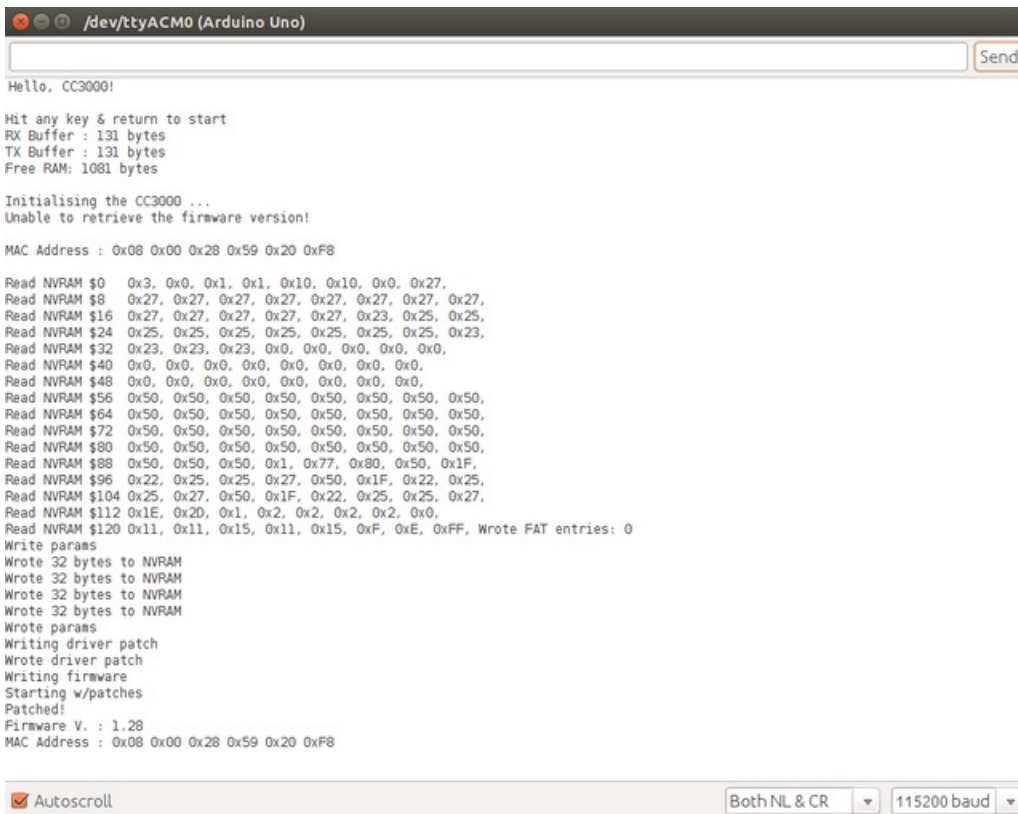 /dev/ttyACM0 (Arduino Uno)
Send
Hello, CC3000!
Hit any key & return to start
RX Buffer : 131 bytes
TX Buffer : 131 bytes
Free RAM: 1081 bytes
Initialising the CC3000 ...
Unable to retrieve the firmware version!
MAC Address : 0x08 0x00 0x28 0x59 0x20 0xF8
Read NVRAM $0 0x3, 0x0, 0x1, 0x1, 0x10, 0x10, 0x0, 0x27,
Read NVRAM $8 0x27, 0x27, 0x27, 0x27, 0x27, 0x27, 0x27, 0x27,
Read NVRAM $16 0x27, 0x27, 0x27, 0x27, 0x27, 0x23, 0x25, 0x25,
Read NVRAM $24 0x25, 0x25, 0x25, 0x25, 0x25, 0x25, 0x25, 0x23,
Read NVRAM $32 0x23, 0x23, 0x23, 0x0, 0x0, 0x0, 0x0, 0x0,
Read NVRAM $40 0x0, 0x0, 0x0, 0x0, 0x0, 0x0, 0x0, 0x0,
Read NVRAM $48 0x0, 0x0, 0x0, 0x0, 0x0, 0x0, 0x0, 0x0,
Read NVRAM $56 0x50, 0x50, 0x50, 0x50, 0x50, 0x50, 0x50, 0x50,
Read NVRAM $64 0x50, 0x50, 0x50, 0x50, 0x50, 0x50, 0x50, 0x50,
Read NVRAM $72 0x50, 0x50, 0x50, 0x50, 0x50, 0x50, 0x50, 0x50,
Read NVRAM $80 0x50, 0x50, 0x50, 0x50, 0x50, 0x50, 0x50, 0x50,
Read NVRAM $88 0x50, 0x50, 0x50, 0x1, 0x77, 0x80, 0x50, 0x1F,
Read NVRAM $96 0x22, 0x25, 0x25, 0x27, 0x50, 0x1F, 0x22, 0x25,
Read NVRAM $104 0x25, 0x27, 0x50, 0x1F, 0x22, 0x25, 0x25, 0x27,
Read NVRAM $112 0x1E, 0x2D, 0x1, 0x2, 0x2, 0x2, 0x2, 0x0,
Read NVRAM $120 0x11, 0x11, 0x15, 0x11, 0x15, 0xF, 0xE, 0xFF, Wrote FAT entries: 0
Write params
Wrote 32 bytes to NVRAM
Wrote 32 bytes to NVRAM
Wrote 32 bytes to NVRAM
Wrote 32 bytes to NVRAM
Wrote params
Writing driver patch
Wrote driver patch
Writing firmware
Starting w/patches
Patched!
Firmware V. : 1.28
MAC Address : 0x08 0x00 0x28 0x59 0x20 0xF8
Autoscroll
Both NL & CR
115200 baud